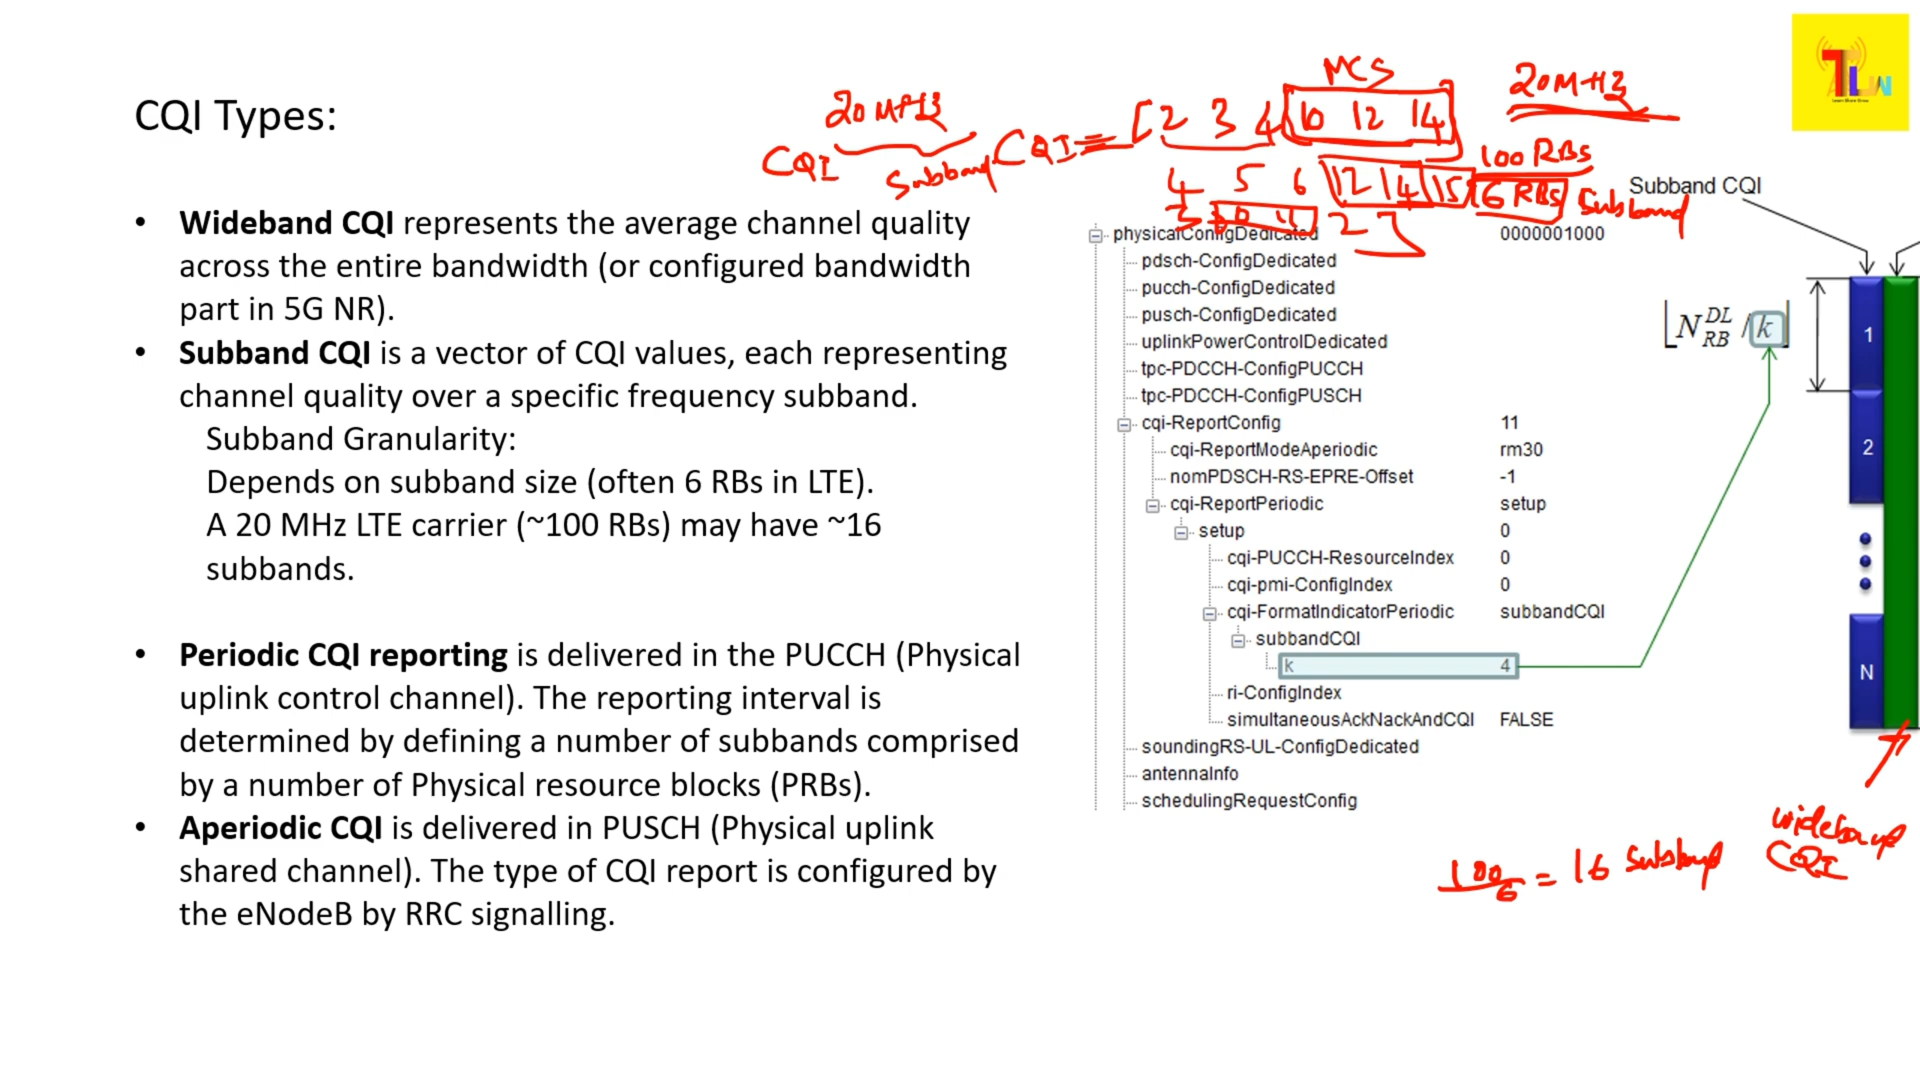 CQI Types:
• Wideband CQI represents the average channel quality
across the entire bandwidth (or configured bandwidth
part in 5G NR).
• Subband CQI is a vector of CQI values, each representing
channel quality over a specific frequency subband.
Subband Granularity:
Depends on subband size (often 6 RBs in LTE).
A 20 MHz LTE carrier (~100 RBs) may have ~16
subbands.
• Periodic CQI reporting is delivered in the PUCCH (Physical
uplink control channel). The reporting interval is
determined by defining a number of subbands comprised
by a number of Physical resource blocks (PRBs).
• Aperiodic CQI is delivered in PUSCH (Physical uplink
shared channel). The type of CQI report is configured by
the eNodeB by RRC signalling.
MCS
20MHz
20MHz
CQI
Subband
CQI = [2 3 4 10 12 14]
100 RBs
4 5 6 12 14 15 6 RBs Subband
3
2
Subband CQI
physicalConfigDedicated 0000001000
pdsch-ConfigDedicated
pucch-ConfigDedicated
pusch-ConfigDedicated
uplinkPowerControlDedicated
tpc-PDCCH-ConfigPUCCH
tpc-PDCCH-ConfigPUSCH
cqi-ReportConfig 11
cqi-ReportModeAperiodic rm30
nomPDSCH-RS-EPRE-Offset -1
cqi-ReportPeriodic setup
setup 0
cqi-PUCCH-ResourceIndex 0
cqi-pmi-ConfigIndex 0
cqi-FormatIndicatorPeriodic subbandCQI
subbandCQI
k 4
ri-ConfigIndex
simultaneousAckNackAndCQI FALSE
soundingRS-UL-ConfigDedicated
antennaInfo
schedulingRequestConfig
⌊N_RB^DL / k⌋
1
2
N
wideband
CQI
100/6 = 16 Subband